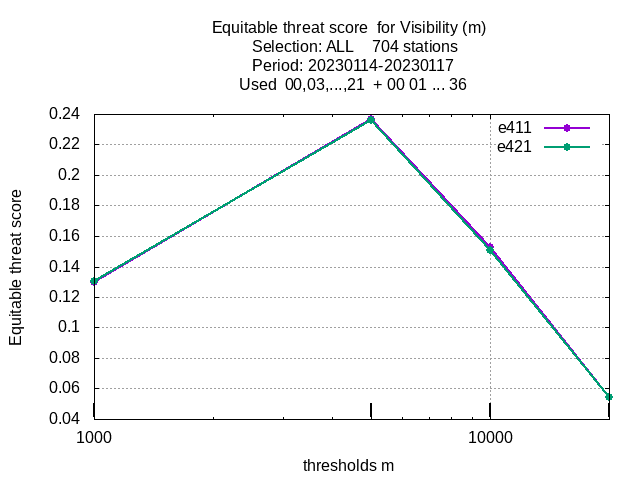 Equitable threat score  for Visibility (m)
Selection: ALL    704 stations
Period: 20230114-20230117
Used  00,03,...,21  + 00 01 ... 36
e411
e421
0.24
0.22
0.2
0.18
0.16
0.14
0.12
0.1
0.08
0.06
0.04
Equitable threat score
1000
10000
thresholds m